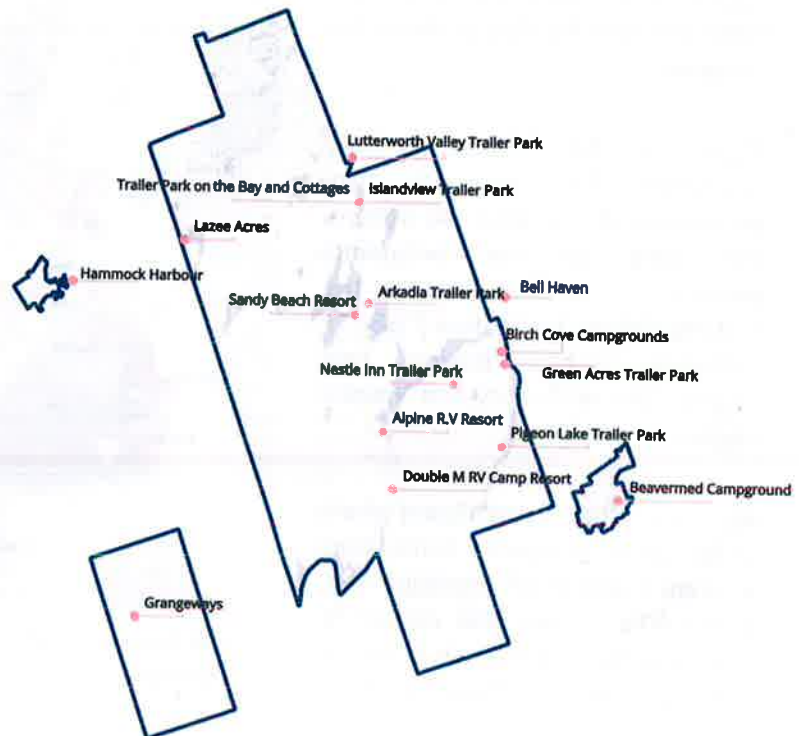 Lutterworth Valley Trailer Park
Trailer Park on the Bay and Cottages
Islandview Trailer Park
Lazee Acres
Hammock Harbour
Bell Haven
Arkadia Trailer Park
Sandy Beach Resort
Birch Cove Campgrounds
Nestle Inn Trailer Park
Green Acres Trailer Park
Alpine R.V Resort
Pigeon Lake Trailer Park
Double M RV Camp Resort
Beavermed Campground
Grangeways